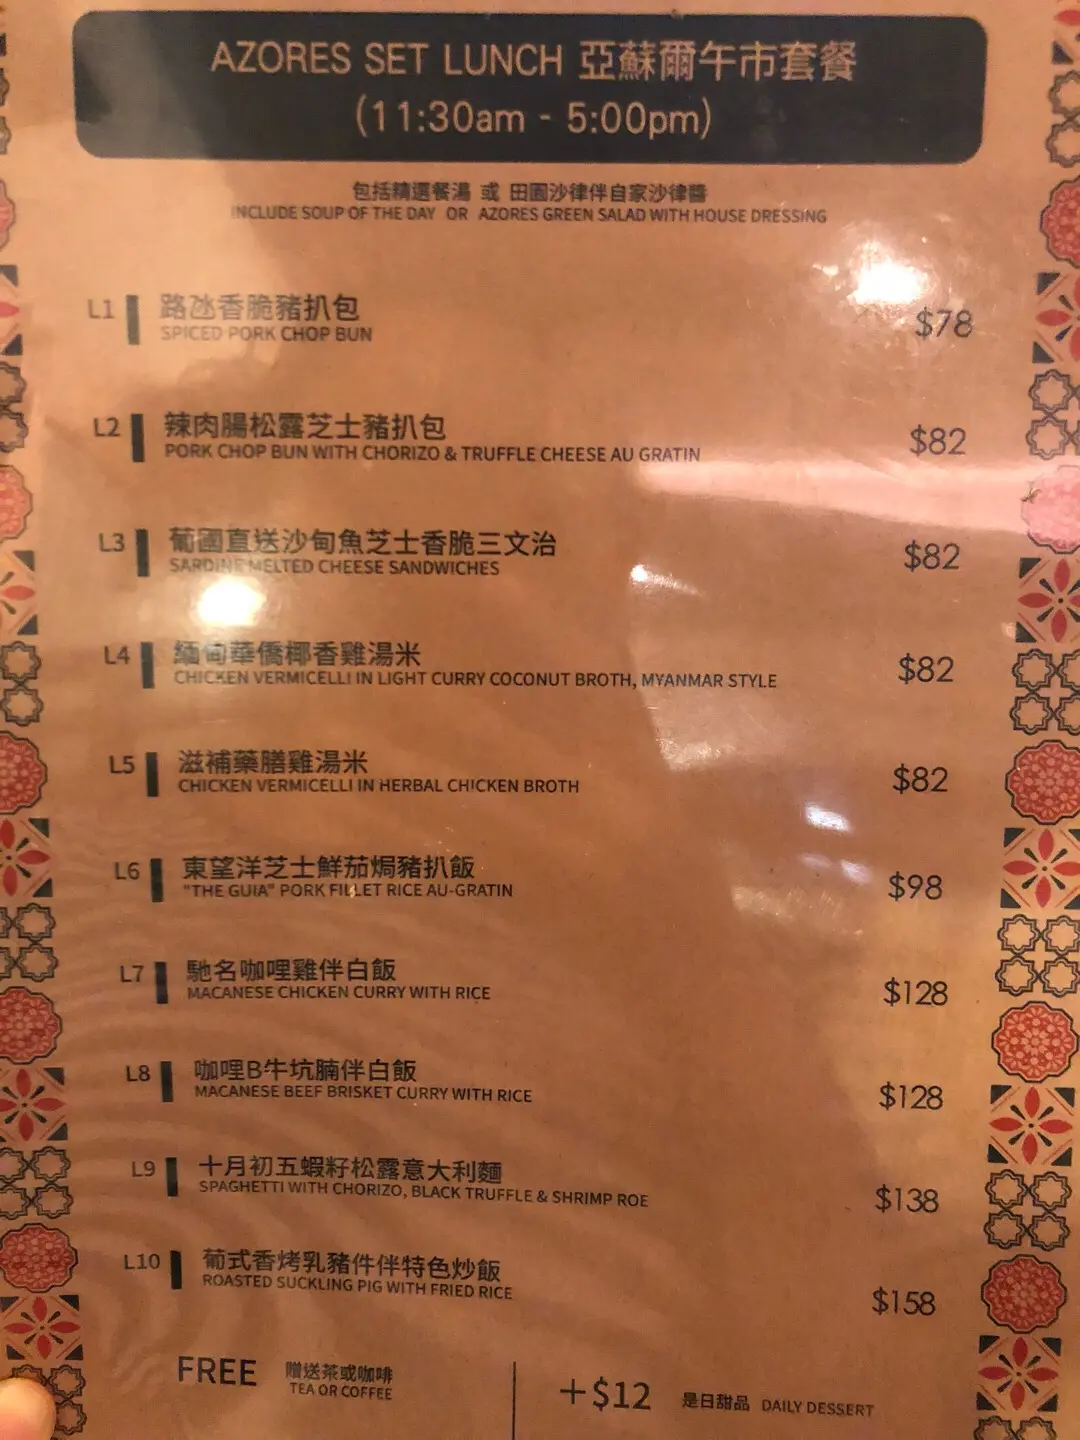 AZORES SET LUNCH 亞蘇爾午市套餐
(11:30am - 5:00pm)
包括精選餐湯 或 田園沙律伴自家沙律醬
INCLUDE SOUP OF THE DAY OR AZORES GREEN SALAD WITH HOUSE DRESSING
L1 路氹香脆豬扒包 $78
SPICED PORK CHOP BUN
L2 辣肉腸松露芝士豬扒包 $82
PORK CHOP BUN WITH CHORIZO & TRUFFLE CHEESE AU GRATIN
L3 葡國直送沙甸魚芝士香脆三文治 $82
SARDINE MELTED CHEESE SANDWICHES
L4 緬甸華僑椰香雞湯米 $82
CHICKEN VERMICELLI IN LIGHT CURRY COCONUT BROTH, MYANMAR STYLE
L5 滋補藥膳雞湯米 $82
CHICKEN VERMICELLI IN HERBAL CHICKEN BROTH
L6 東望洋芝士鮮茄焗豬扒飯 $98
"THE GUIA" PORK FILLET RICE AU-GRATIN
L7 馳名咖哩雞伴白飯 $128
MACANESE CHICKEN CURRY WITH RICE
L8 咖哩B牛坑腩伴白飯 $128
MACANESE BEEF BRISKET CURRY WITH RICE
L9 十月初五蝦籽松露意大利麵 $138
SPAGHETTI WITH CHORIZO, BLACK TRUFFLE & SHRIMP ROE
L10 葡式香烤乳豬件伴特色炒飯 $158
ROASTED SUCKLING PIG WITH FRIED RICE
FREE 贈送茶或咖啡
TEA OR COFFEE
+$12 是日甜品 DAILY DESSERT